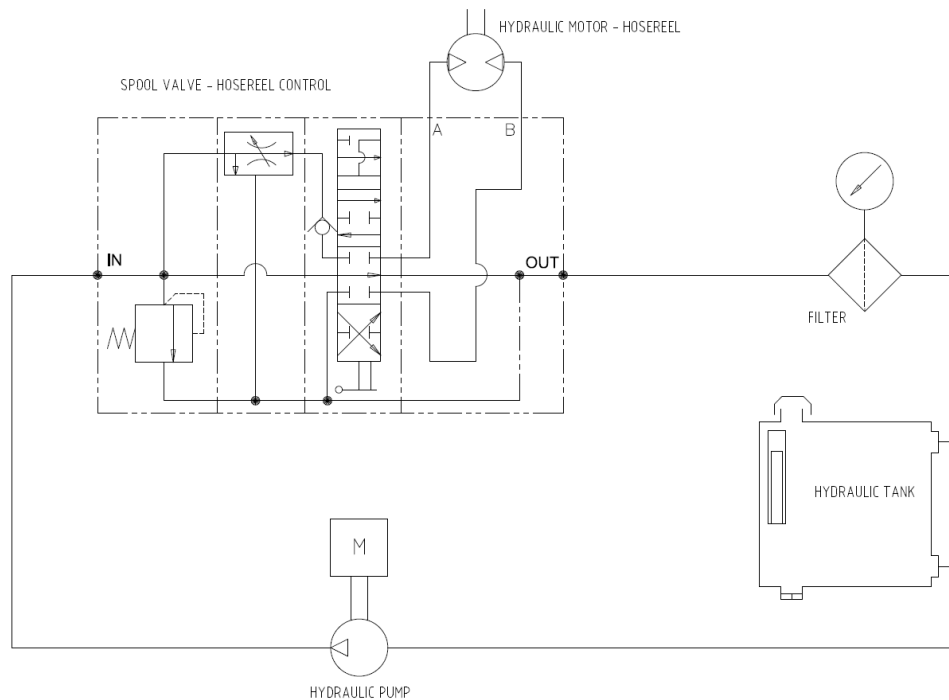 HYDRAULIC MOTOR - HOSEREEL
SPOOL VALVE - HOSEREEL CONTROL
A
B
IN
OUT
FILTER
HYDRAULIC TANK
M
HYDRAULIC PUMP